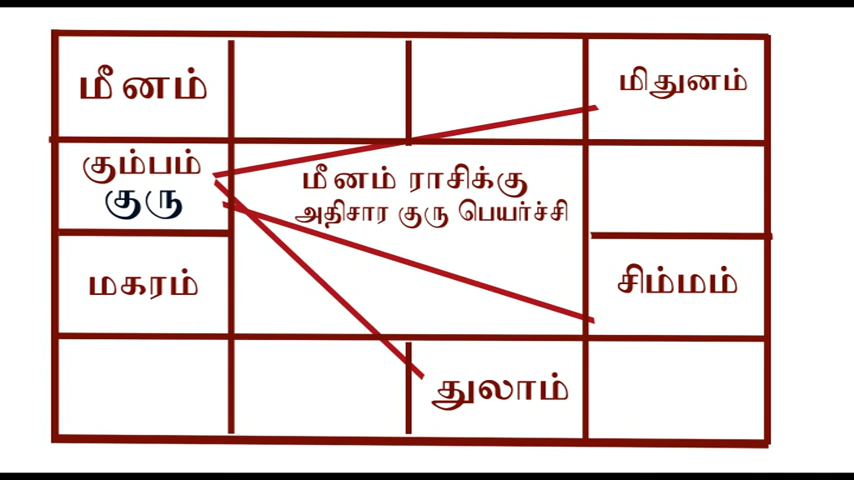 மீனம்
மிதுனம்
கும்பம்
குரு
மீனம் ராசிக்கு
அதிசார குரு பெயர்ச்சி
மகரம்
சிம்மம்
துலாம்